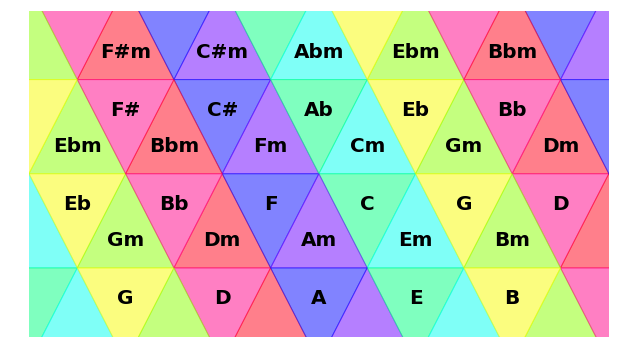 F#m C#m Abm Ebm Bbm
F# C# Ab Eb Bb
Ebm Bbm Fm Cm Gm Dm
Eb Bb F C G D
Gm Dm Am Em Bm
G D A E B